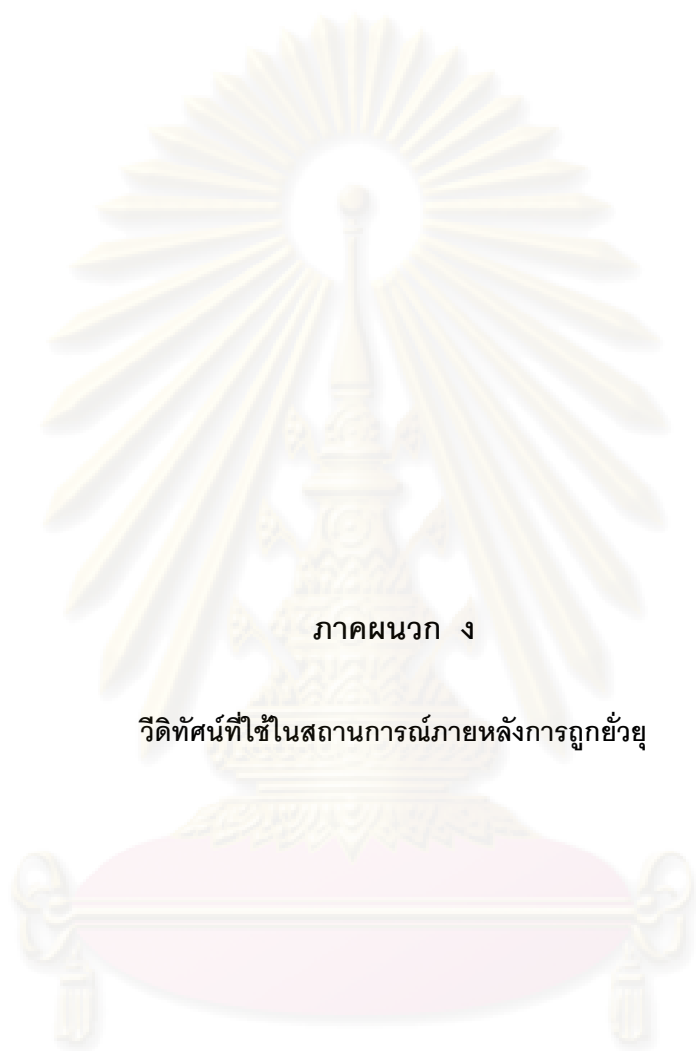 ภาคผนวก ง
วีดิทัศน์ที่ใช้ในสถานการณ์ภายหลังการถูกยั่วยุ